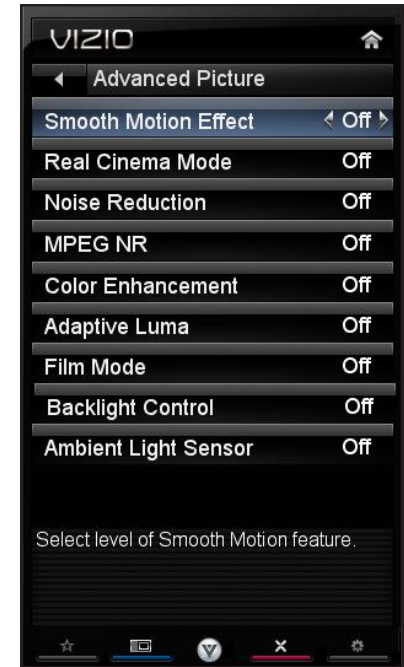 VIZIO
Advanced Picture
Smooth Motion Effect Off
Real Cinema Mode Off
Noise Reduction Off
MPEG NR Off
Color Enhancement Off
Adaptive Luma Off
Film Mode Off
Backlight Control Off
Ambient Light Sensor Off
Select level of Smooth Motion feature.
V